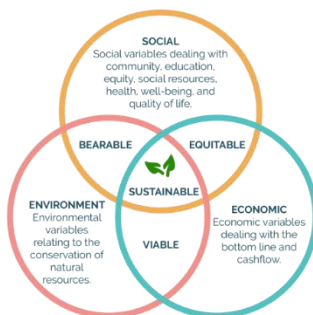 SOCIAL
Social variables dealing with
community, education,
equity, social resources,
health, well-being, and
quality of life.
BEARABLE
EQUITABLE
SUSTAINABLE
ENVIRONMENT
Environmental
variables
relating to the
conservation of
natural
resources.
VIABLE
ECONOMIC
Economic variables
dealing with the
bottom line and
cashflow.